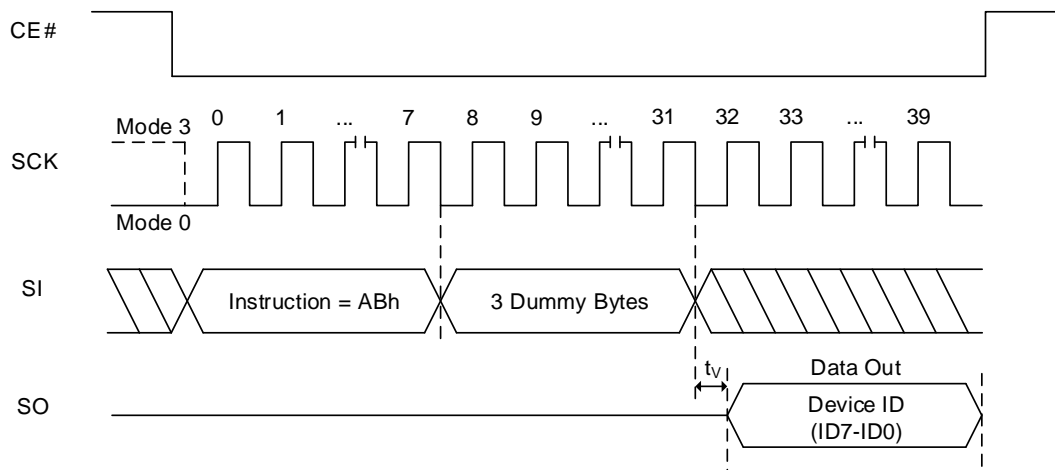 CE#
0 1 ... 7 8 9 ... 31 32 33 ... 39
Mode 3
SCK
Mode 0
SI
Instruction = ABh
3 Dummy Bytes
tV
Data Out
SO
Device ID
(ID7-ID0)